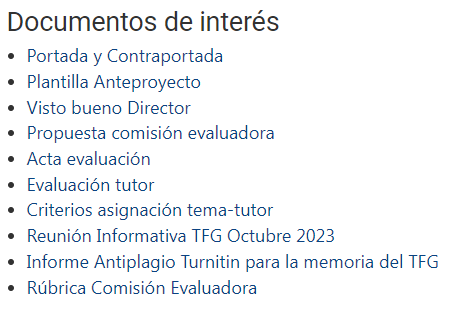 Documentos de interés
Portada y Contraportada
Plantilla Anteproyecto
Visto bueno Director
Propuesta comisión evaluadora
Acta evaluación
Evaluación tutor
Criterios asignación tema-tutor
Reunión Informativa TFG Octubre 2023
Informe Antiplagio Turnitin para la memoria del TFG
Rúbrica Comisión Evaluadora